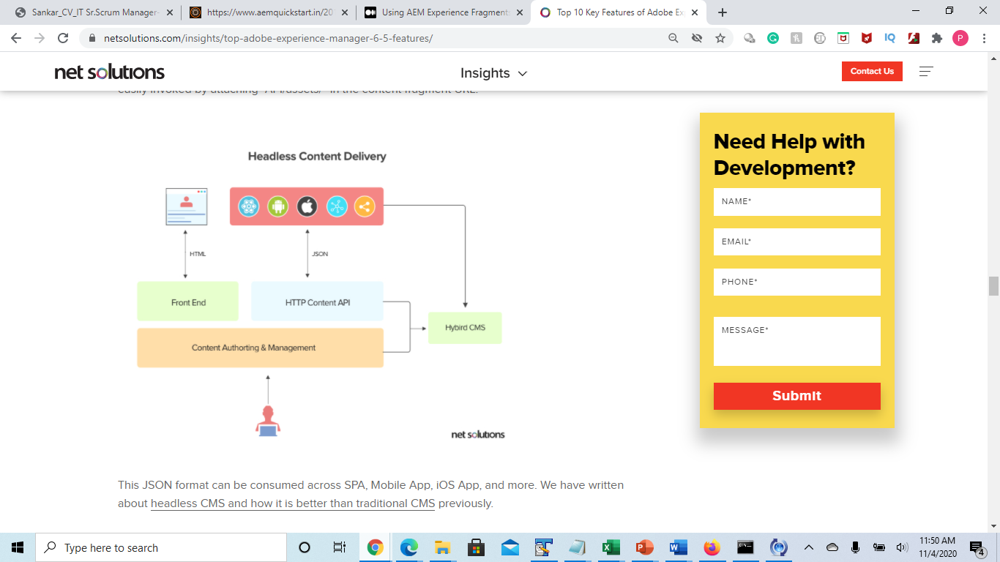 Sankar_CV_IT Sr.Scrum Manager-
https://www.aemquickstart.in/20
Using AEM Experience Fragments
Top 10 Key Features of Adobe Ex
netsolutions.com/insights/top-adobe-experience-manager-6-5-features/
P
net solutions
Insights
Contact Us
easily invoked by attaching "API/assets/" in the content fragment URL.
Headless Content Delivery
HTML
JSON
Front End
HTTP Content API
Hybird CMS
Content Authorting & Management
net solutions
This JSON format can be consumed across SPA, Mobile App, iOS App, and more. We have written
about headless CMS and how it is better than traditional CMS previously.
Need Help with
Development?
NAME*
EMAIL*
PHONE*
MESSAGE*
Submit
Type here to search
11:50 AM
11/4/2020
4